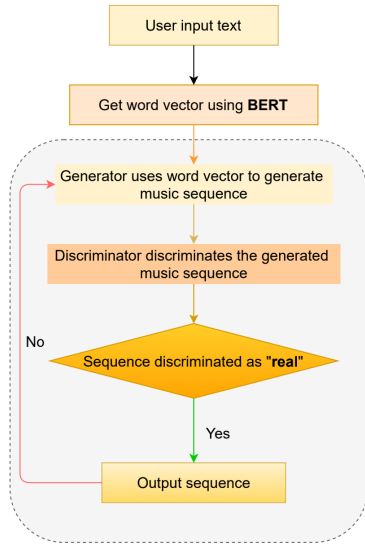 User input text
Get word vector using BERT
Generator uses word vector to generate
music sequence
Discriminator discriminates the generated
music sequence
Sequence discriminated as "real"
No
Yes
Output sequence